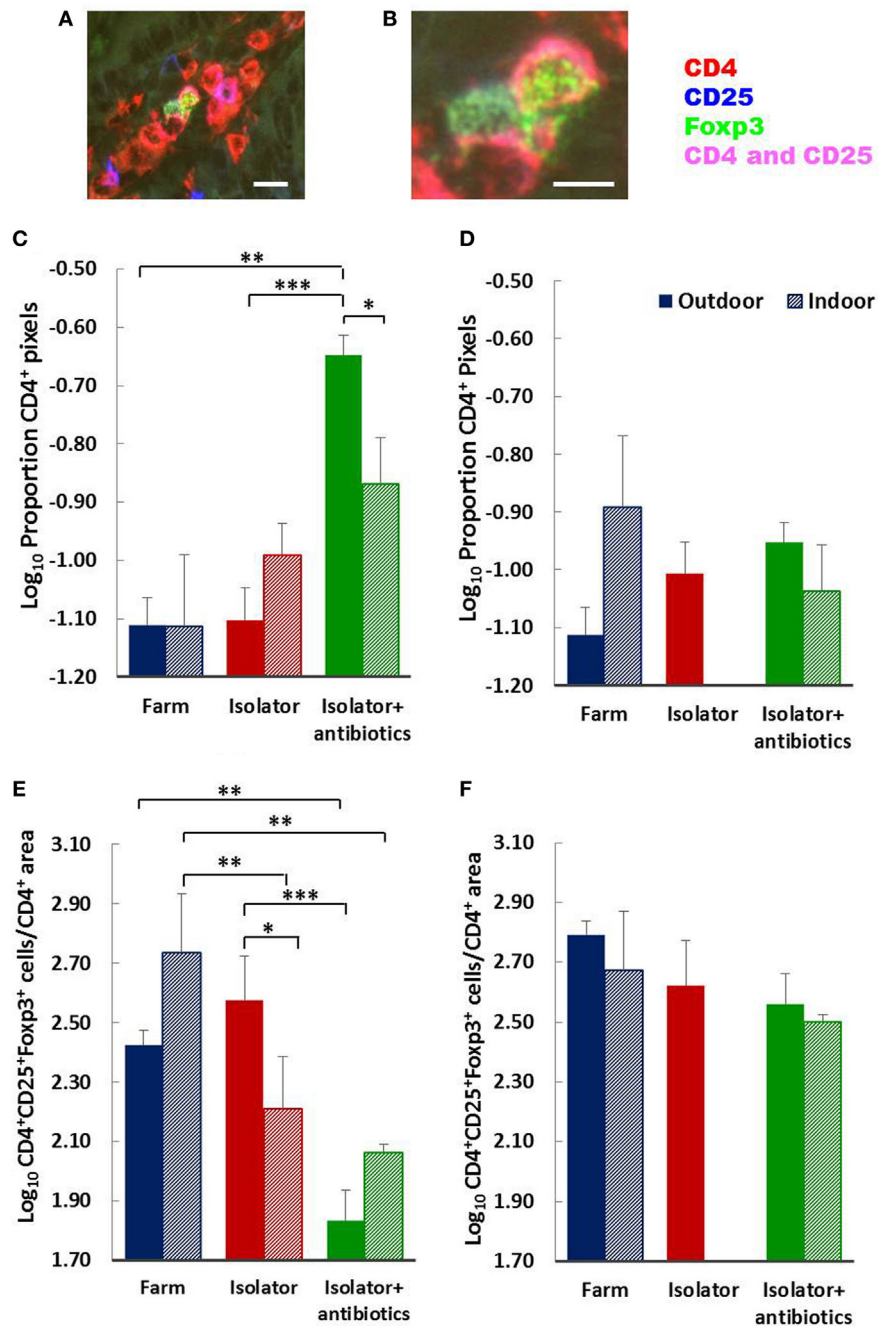 A
B
CD4
CD25
Foxp3
CD4 and CD25
C
Log₁₀ Proportion CD4⁺ pixels
-0.50
-0.60
-0.70
-0.80
-0.90
-1.00
-1.10
-1.20
**
***
*
Farm
Isolator
Isolator+
antibiotics
D
Log₁₀ Proportion CD4⁺ Pixels
-0.50
-0.60
-0.70
-0.80
-0.90
-1.00
-1.10
-1.20
Outdoor
Indoor
Farm
Isolator
Isolator+
antibiotics
E
Log₁₀ CD4⁺CD25⁺Foxp3⁺ cells/CD4⁺ area
3.10
2.90
2.70
2.50
2.30
2.10
1.90
1.70
**
**
**
***
*
Farm
Isolator
Isolator+
antibiotics
F
Log₁₀ CD4⁺CD25⁺Foxp3⁺ cells/CD4⁺ area
3.10
2.90
2.70
2.50
2.30
2.10
1.90
1.70
Farm
Isolator
Isolator+
antibiotics